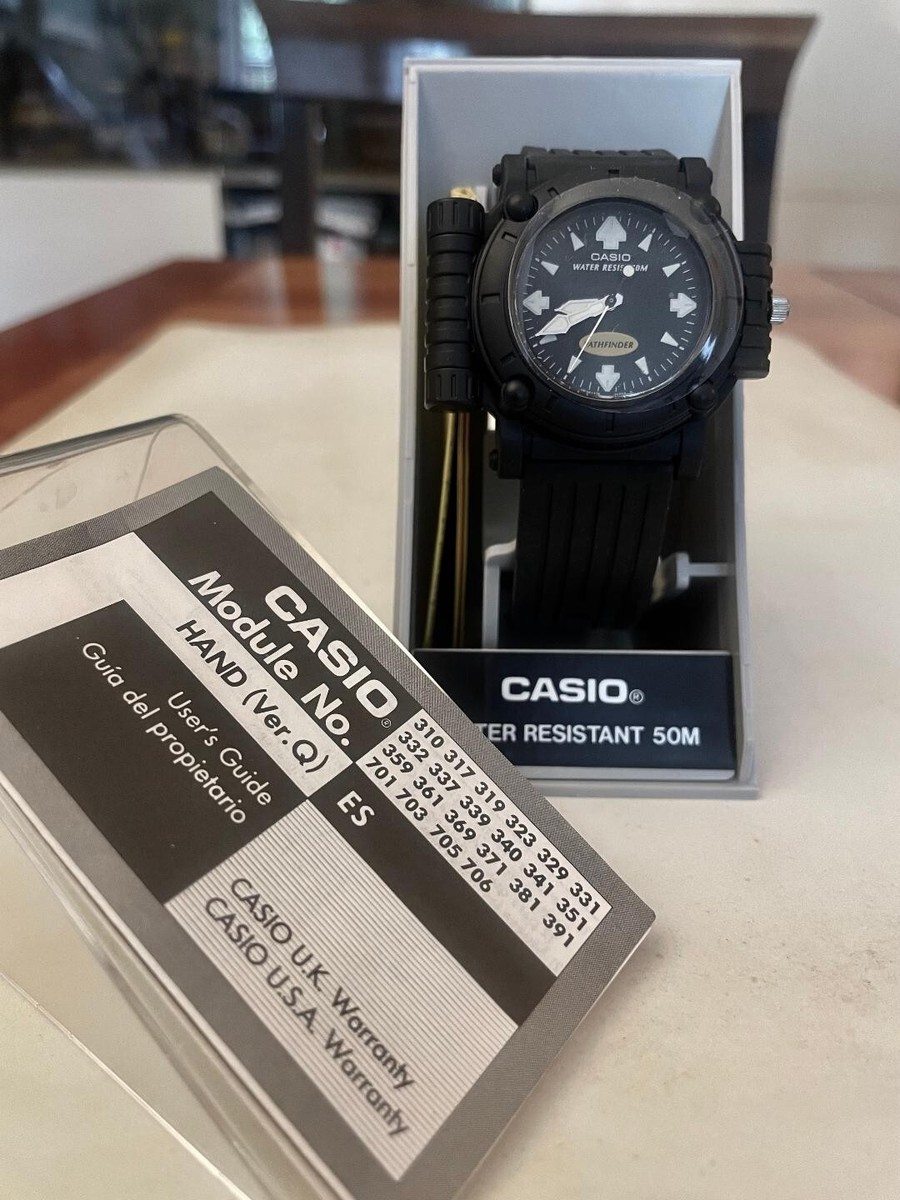 CASIO
WATER RESIST 50M
PATHFINDER
CASIO®
TER RESISTANT 50M
CASIO®
Module No.
HAND (Ver.Q)
User's Guide
Guía del propietario
310 317 319 323 329 331
332 337 339 340 341 351
359 361 369 371 381 391
701 703 705 706
ES
CASIO U.K. Warranty
CASIO U.S.A. Warranty